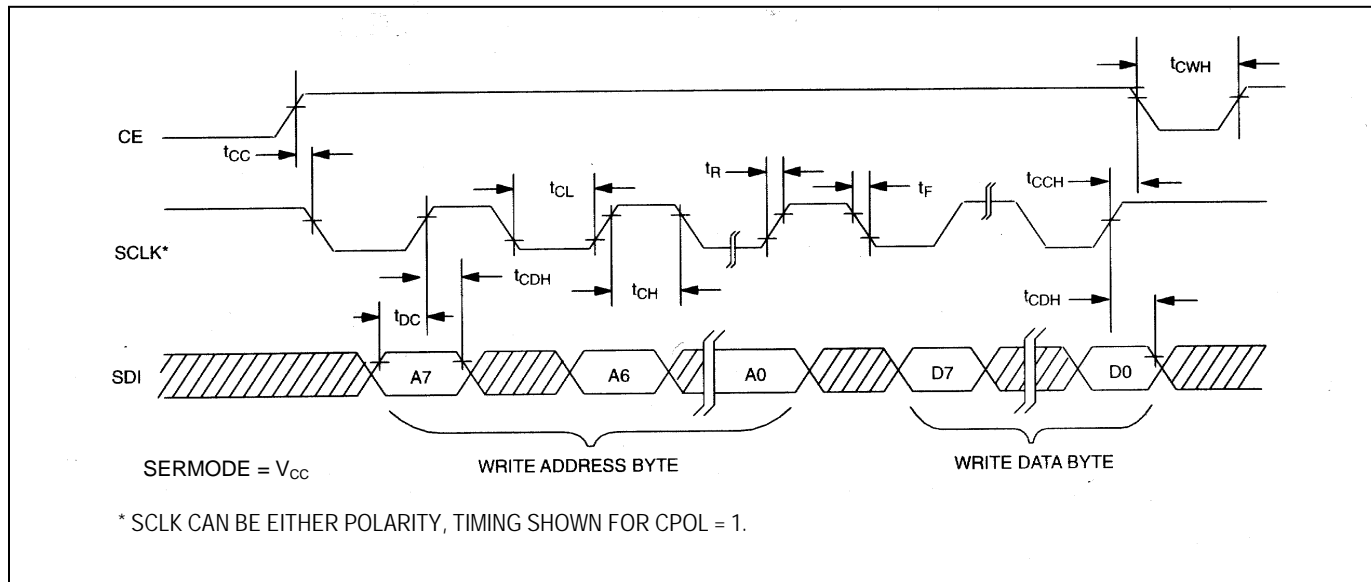 tCWH
CE
tCC
tCL
tR
tF
tCCH
SCLK*
tCDH
tCH
tCDH
tDC
SDI
A7
A6
A0
D7
D0
WRITE ADDRESS BYTE
WRITE DATA BYTE
SERMODE = VCC
* SCLK CAN BE EITHER POLARITY, TIMING SHOWN FOR CPOL = 1.